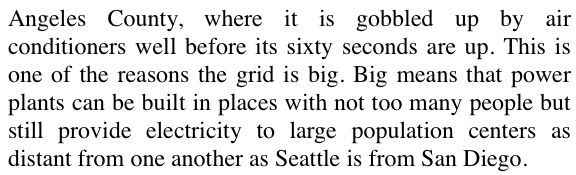 Angeles County, where it is gobbled up by air
conditioners well before its sixty seconds are up. This is
one of the reasons the grid is big. Big means that power
plants can be built in places with not too many people but
still provide electricity to large population centers as
distant from one another as Seattle is from San Diego.